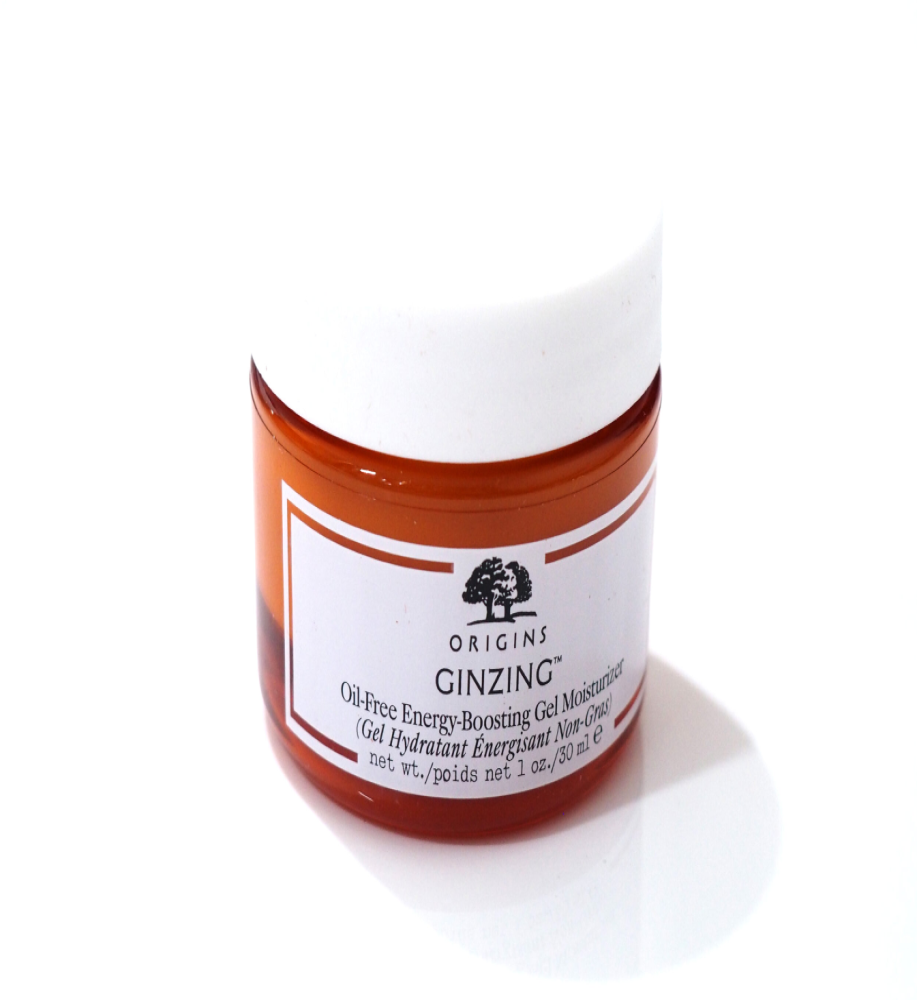 ORIGINS
GINZING™
Oil-Free Energy-Boosting Gel Moisturizer
(Gel Hydratant Énergisant Non-Gras)
net wt./poids net 1 oz./30 ml ℮